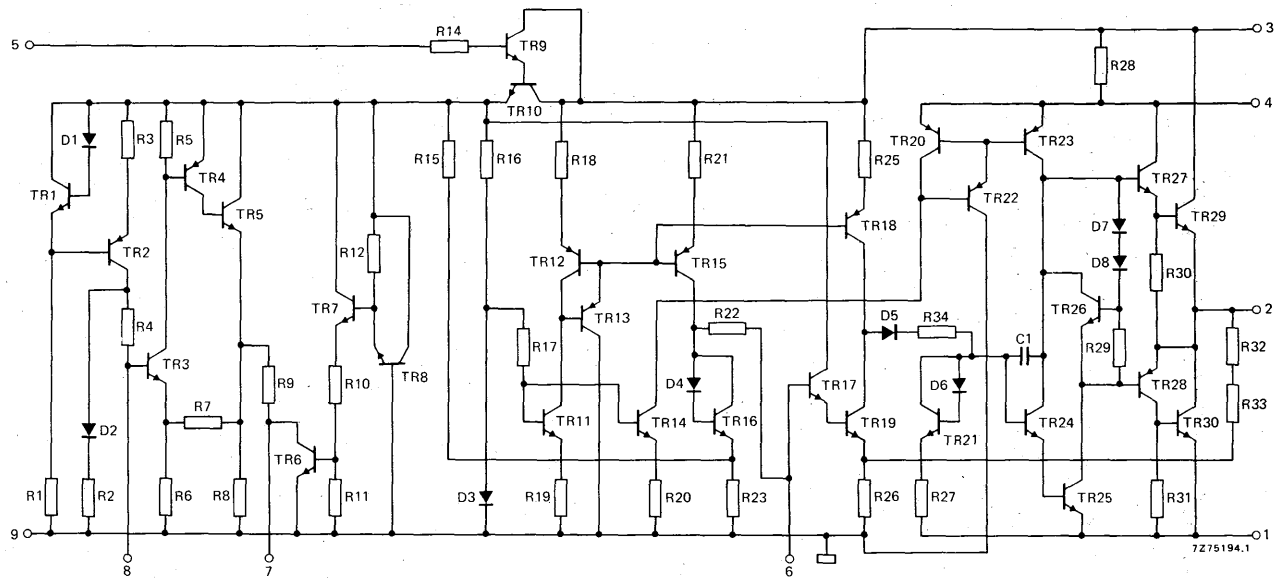 5 R14 TR9 3
R28
TR10 4
D1 R3 R5 TR4 R15 R16 R18 R21 R25 TR20 TR23
TR1 TR5 TR22 TR27
TR2 R12 TR12 TR15 TR18 D7 TR29
D8 R30
R4 TR7 TR13 R22 D5 R34 C1 TR26 2
R17 R29 R32
TR3 R9 R10 TR8 D4 TR17 D6 TR28 R33
R7 TR11 TR14 TR16 TR19 TR21 TR24 TR30
D2 TR6
R1 R2 R6 R8 R11 D3 R19 R20 R23 R26 R27 TR25 R31
9 1
7Z75194.1
8 7 6